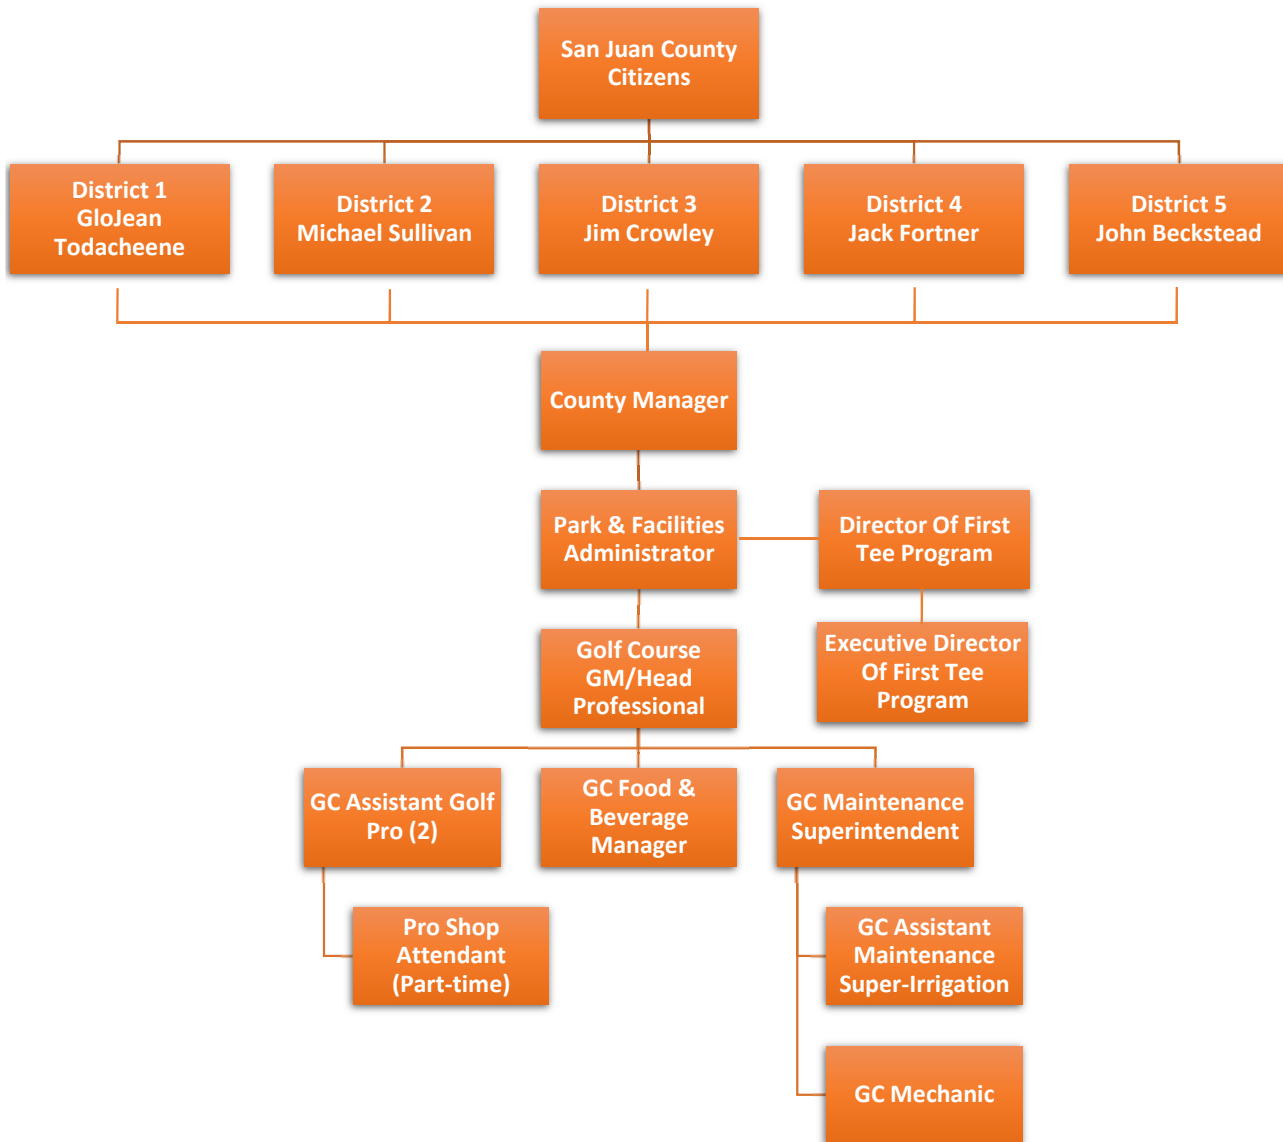 San Juan County
Citizens
District 1
GloJean
Todacheene
District 2
Michael Sullivan
District 3
Jim Crowley
District 4
Jack Fortner
District 5
John Beckstead
County Manager
Park & Facilities
Administrator
Director Of First
Tee Program
Golf Course
GM/Head
Professional
Executive Director
Of First Tee
Program
GC Assistant Golf
Pro (2)
GC Food &
Beverage
Manager
GC Maintenance
Superintendent
Pro Shop
Attendant
(Part-time)
GC Assistant
Maintenance
Super-Irrigation
GC Mechanic